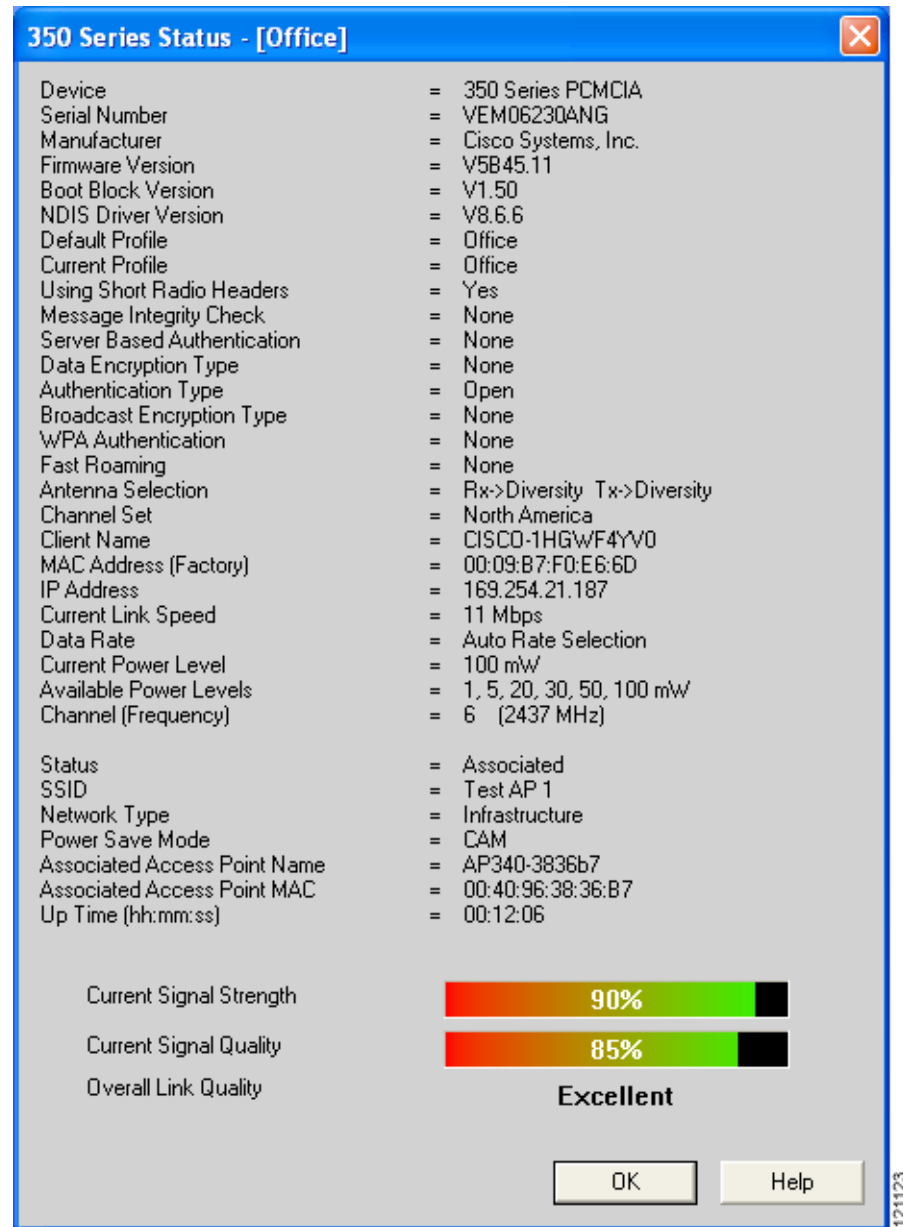 350 Series Status - [Office]
Device = 350 Series PCMCIA
Serial Number = VEM06230ANG
Manufacturer = Cisco Systems, Inc.
Firmware Version = V5B45.11
Boot Block Version = V1.50
NDIS Driver Version = V8.6.6
Default Profile = Office
Current Profile = Office
Using Short Radio Headers = Yes
Message Integrity Check = None
Server Based Authentication = None
Data Encryption Type = None
Authentication Type = Open
Broadcast Encryption Type = None
WPA Authentication = None
Fast Roaming = None
Antenna Selection = Rx->Diversity Tx->Diversity
Channel Set = North America
Client Name = CISCO-1HGWF4YV0
MAC Address (Factory) = 00:09:B7:F0:E6:6D
IP Address = 169.254.21.187
Current Link Speed = 11 Mbps
Data Rate = Auto Rate Selection
Current Power Level = 100 mW
Available Power Levels = 1, 5, 20, 30, 50, 100 mW
Channel (Frequency) = 6 (2437 MHz)
Status = Associated
SSID = Test AP 1
Network Type = Infrastructure
Power Save Mode = CAM
Associated Access Point Name = AP340-3836b7
Associated Access Point MAC = 00:40:96:38:36:B7
Up Time (hh:mm:ss) = 00:12:06
Current Signal Strength 90%
Current Signal Quality 85%
Overall Link Quality Excellent
OK Help
121123